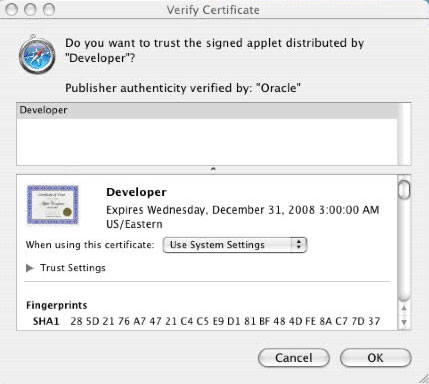 Verify Certificate
Do you want to trust the signed applet distributed by
"Developer"?
Publisher authenticity verified by: "Oracle"
Developer
Developer
Expires Wednesday, December 31, 2008 3:00:00 AM
US/Eastern
When using this certificate: Use System Settings
Trust Settings
Fingerprints
SHA1 28 5D 21 76 A7 47 21 C4 C5 E9 D1 81 BF 48 4D FE 8A C7 7D 37
Cancel OK